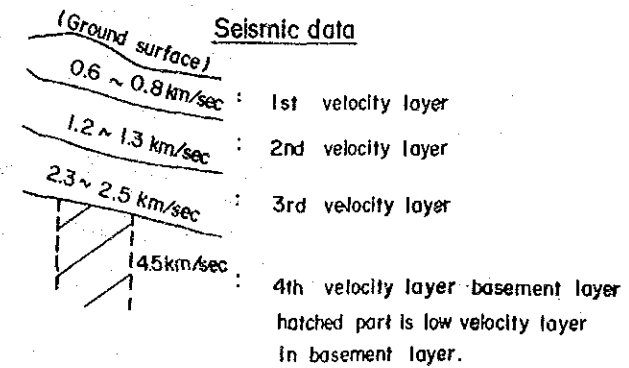 Seismic data
(Ground surface)
0.6 ~ 0.8 km/sec : 1st velocity layer
1.2 ~ 1.3 km/sec : 2nd velocity layer
2.3 ~ 2.5 km/sec : 3rd velocity layer
4.5 km/sec : 4th velocity layer basement layer
hatched part is low velocity layer
in basement layer.